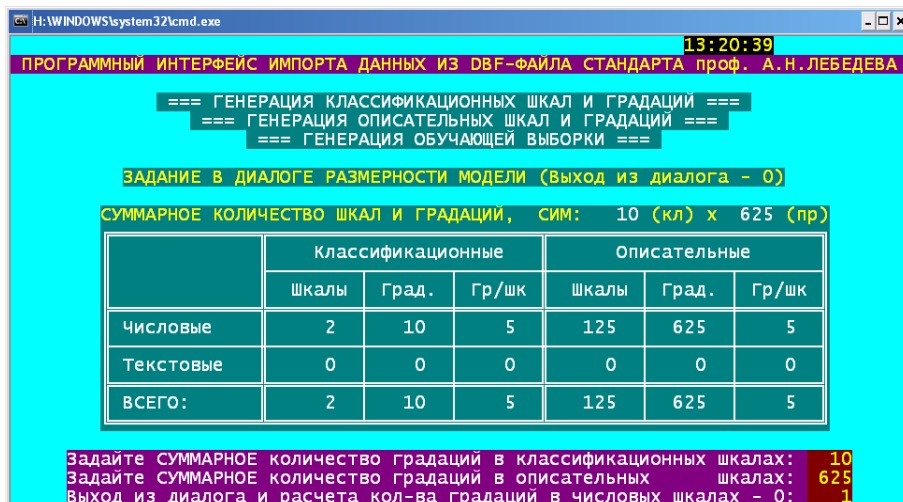 H:\WINDOWS\system32\cmd.exe
13:20:39
ПРОГРАММНЫЙ ИНТЕРФЕЙС ИМПОРТА ДАННЫХ ИЗ DBF-ФАЙЛА СТАНДАРТА проф. А.Н.ЛЕБЕДЕВА
=== ГЕНЕРАЦИЯ КЛАССИФИКАЦИОННЫХ ШКАЛ И ГРАДАЦИЙ ===
=== ГЕНЕРАЦИЯ ОПИСАТЕЛЬНЫХ ШКАЛ И ГРАДАЦИЙ ===
=== ГЕНЕРАЦИЯ ОБУЧАЮЩЕЙ ВЫБОРКИ ===
ЗАДАНИЕ В ДИАЛОГЕ РАЗМЕРНОСТИ МОДЕЛИ (Выход из диалога - 0)
СУММАРНОЕ КОЛИЧЕСТВО ШКАЛ И ГРАДАЦИЙ, СИМ: 10 (кл) x 625 (пр)
Классификационные Описательные
Шкалы Град. Гр/шк Шкалы Град. Гр/шк
Числовые 2 10 5 125 625 5
Текстовые 0 0 0 0 0 0
ВСЕГО: 2 10 5 125 625 5
Задайте СУММАРНОЕ количество градаций в классификационных шкалах: 10
Задайте СУММАРНОЕ количество градаций в описательных шкалах: 625
Выход из диалога и расчета кол-ва градаций в числовых шкалах - 0: 1